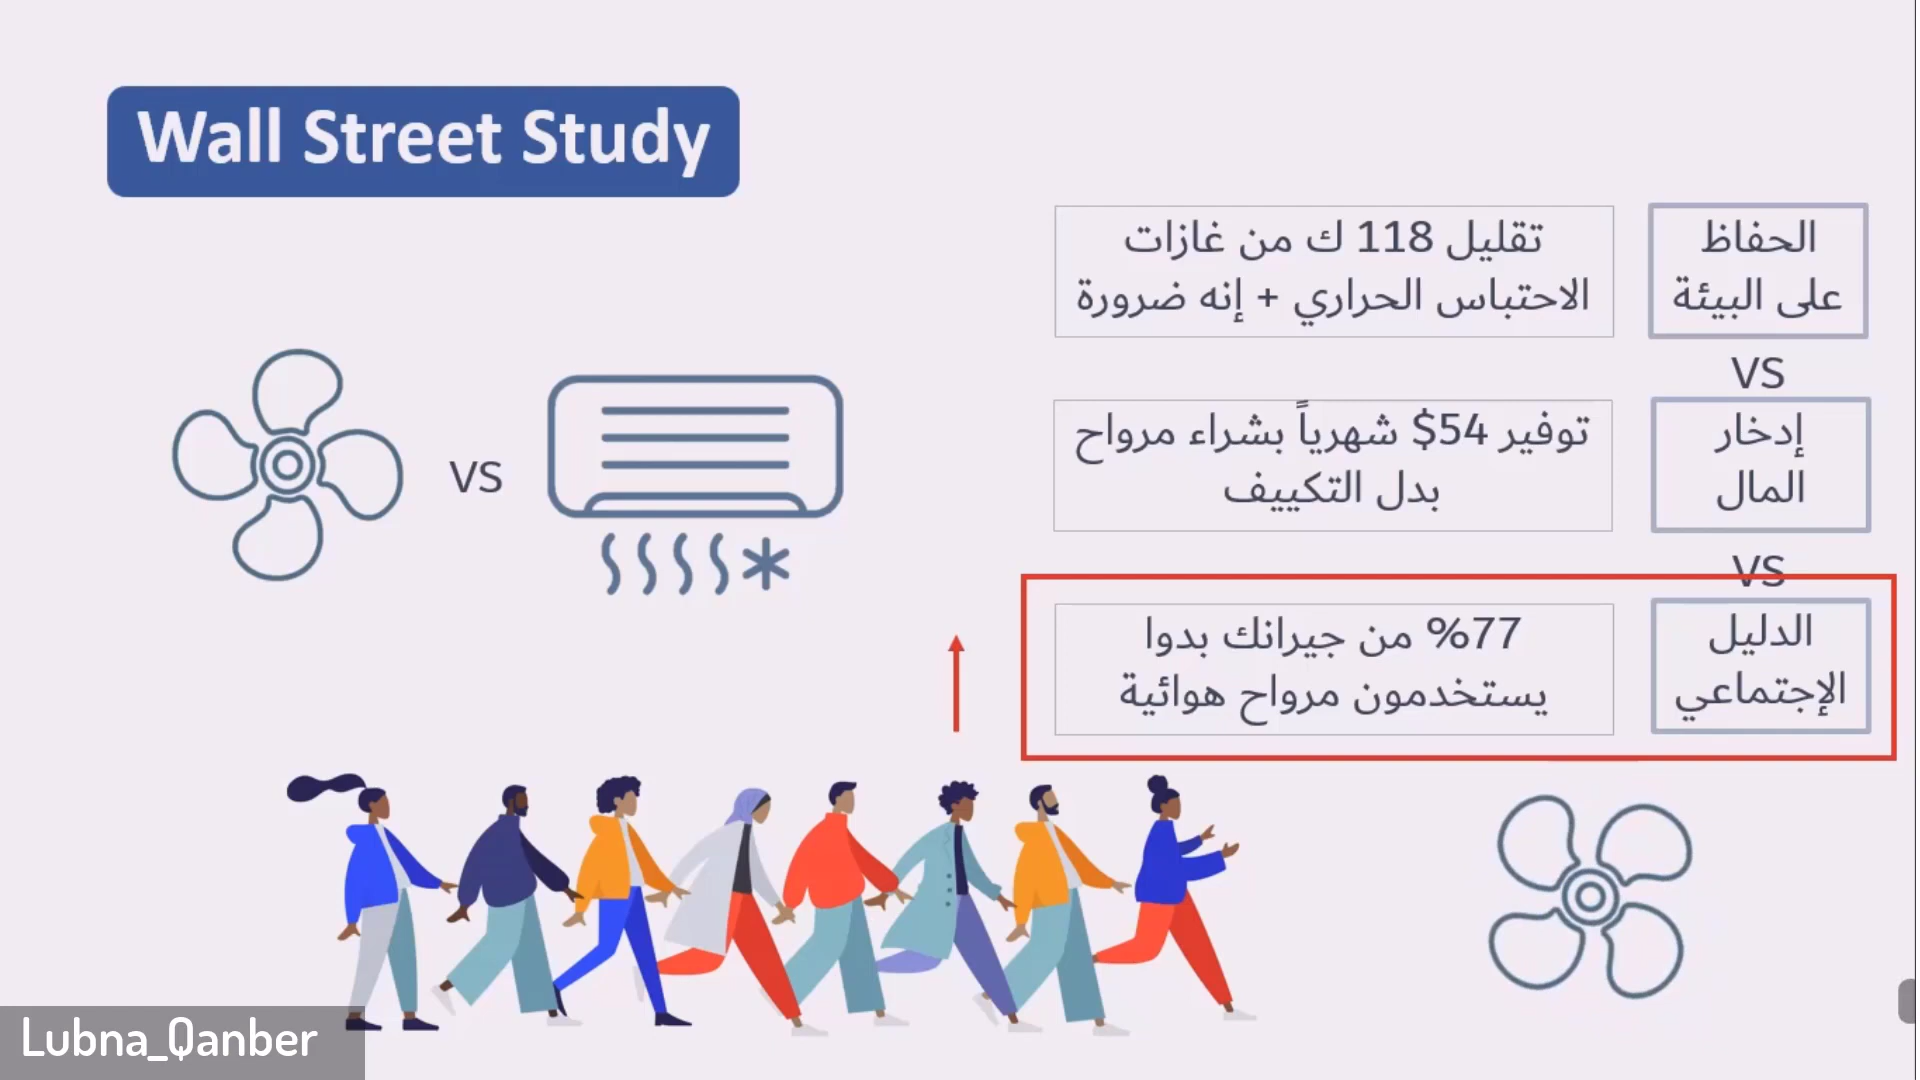 Wall Street Study
الحفاظ
على البيئة
تقليل 118 ك من غازات
الاحتباس الحراري + إنه ضرورة
VS
إدخار
المال
توفير 54$ شهرياً بشراء مرواح
بدل التكييف
VS
الدليل
الإجتماعي
77% من جيرانك بدوا
يستخدمون مرواح هوائية
VS
Lubna_Qanber